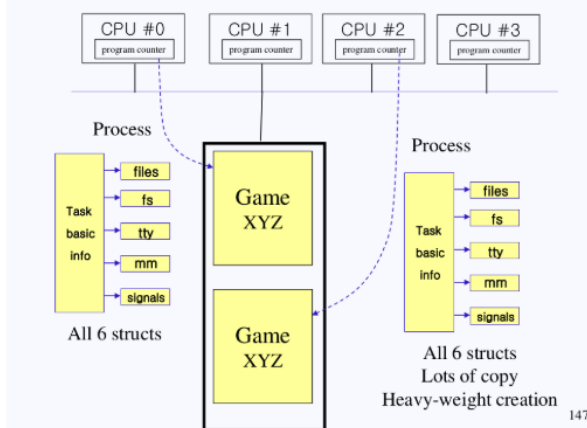 CPU #0
program counter
CPU #1
program counter
CPU #2
program counter
CPU #3
program counter
Process
Task
basic
info
files
fs
tty
mm
signals
All 6 structs
Game
XYZ
Game
XYZ
Process
Task
basic
info
files
fs
tty
mm
signals
All 6 structs
Lots of copy
Heavy-weight creation
147